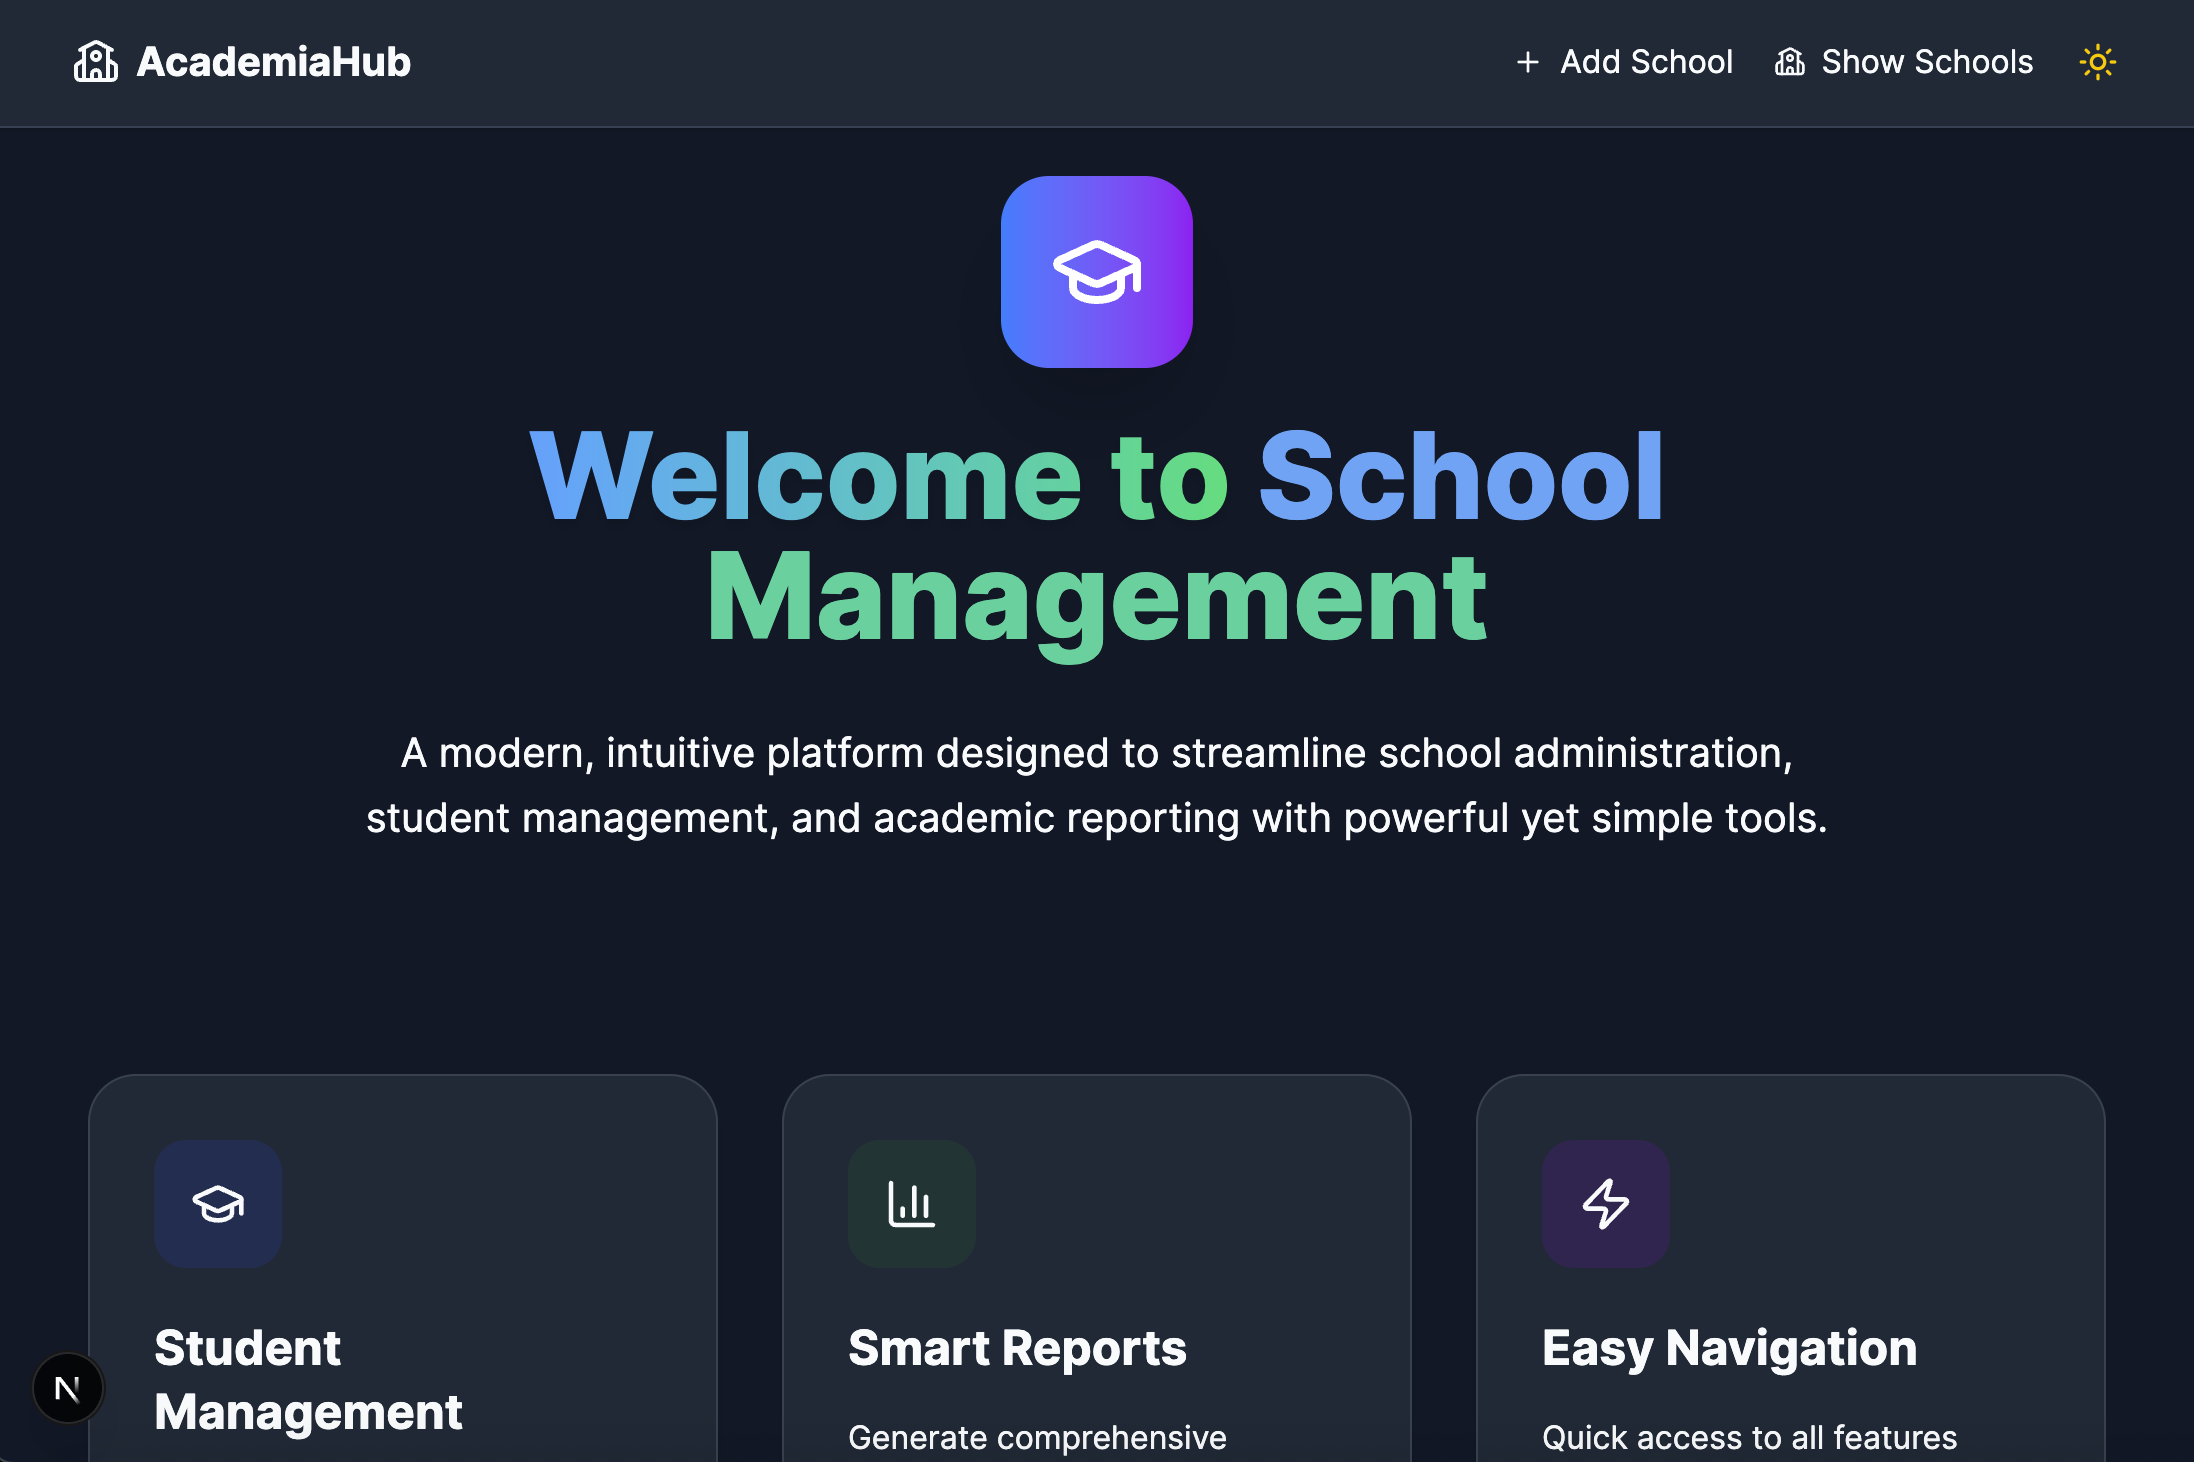 AcademiaHub
Add School
Show Schools
Welcome to School
Management
A modern, intuitive platform designed to streamline school administration,
student management, and academic reporting with powerful yet simple tools.
Student
Management
Smart Reports
Generate comprehensive
Easy Navigation
Quick access to all features
N